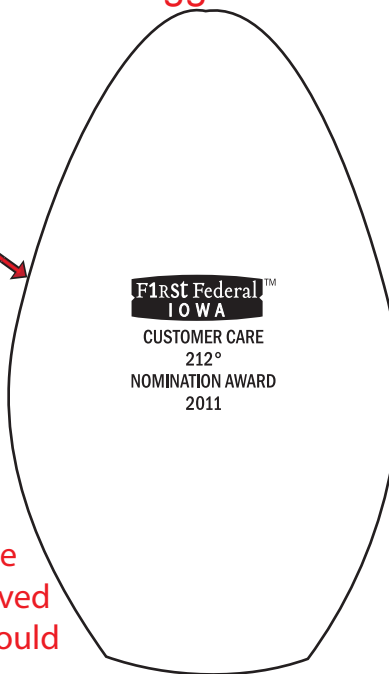 F1RSt Federal™
IOWA
CUSTOMER CARE
212°
NOMINATION AWARD
2011
e
ved
ould